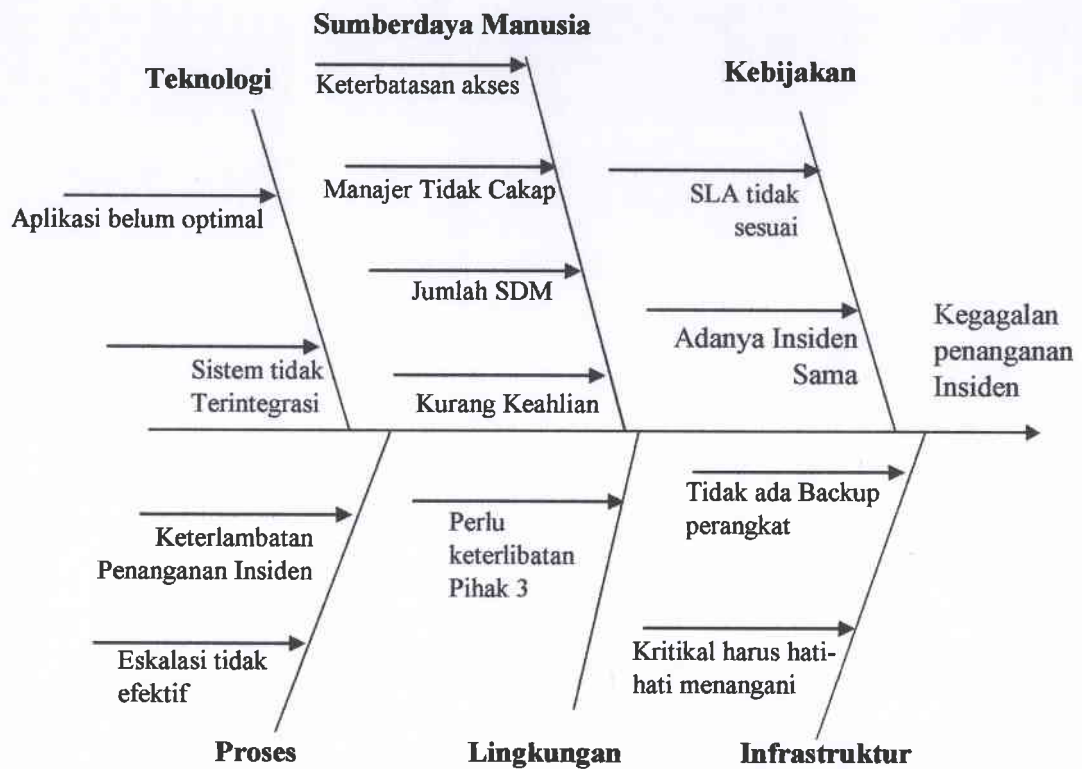 Sumberdaya Manusia
Teknologi
Kebijakan
Keterbatasan akses
Manajer Tidak Cakap
SLA tidak
sesuai
Aplikasi belum optimal
Jumlah SDM
Adanya Insiden
Sama
Kegagalan
penanganan
Insiden
Sistem tidak
Terintegrasi
Kurang Keahlian
Tidak ada Backup
perangkat
Keterlambatan
Penanganan Insiden
Perlu
keterlibatan
Pihak 3
Eskalasi tidak
efektif
Kritikal harus hati-
hati menangani
Proses
Lingkungan
Infrastruktur